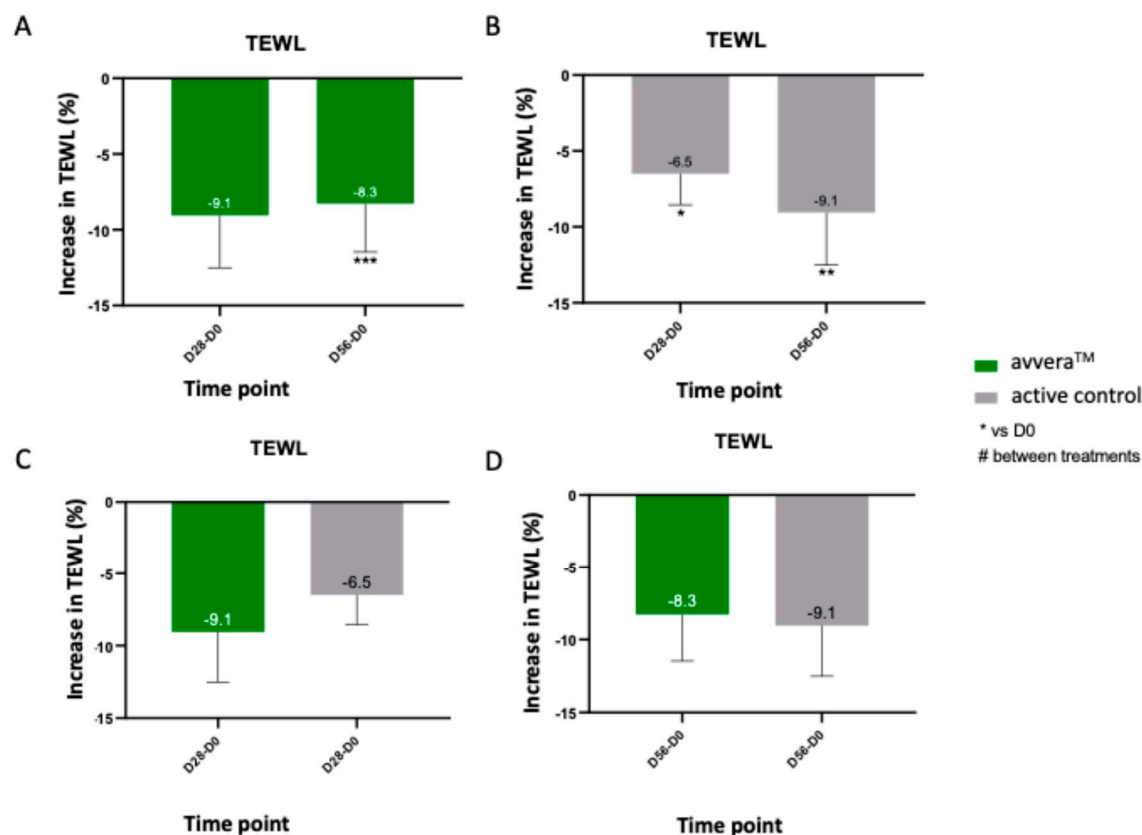 A
TEWL
Increase in TEWL (%)
0
-5
-10
-15
-9.1
-8.3
***
D28-D0
D56-D0
Time point
B
TEWL
Increase in TEWL (%)
0
-5
-10
-15
-6.5
-9.1
*
**
D28-D0
D56-D0
Time point
avvera™
active control
* vs D0
# between treatments
C
TEWL
Increase in TEWL (%)
0
-5
-10
-15
-9.1
-6.5
D28-D0
D28-D0
Time point
D
TEWL
Increase in TEWL (%)
0
-5
-10
-15
-8.3
-9.1
D56-D0
D56-D0
Time point